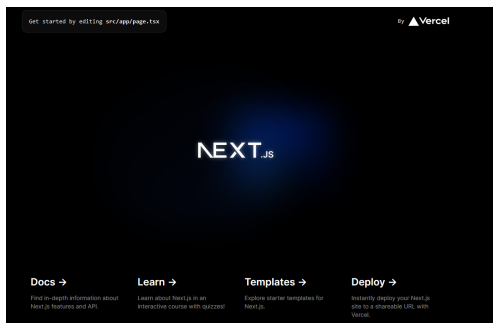 Get started by editing src/app/page.tsx
By Vercel
NEXT.JS
Docs ->
Find in-depth information about
Next.js features and API.
Learn ->
Learn about Next.js in an
interactive course with quizzes!
Templates ->
Explore starter templates for
Next.js.
Deploy ->
Instantly deploy your Next.js
site to a shareable URL with
Vercel.